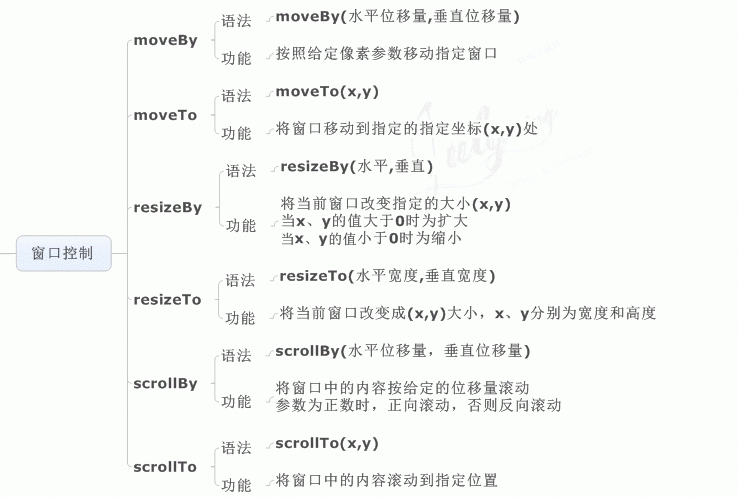 窗口控制
moveBy
语法
moveBy(水平位移量,垂直位移量)
功能
按照给定像素参数移动指定窗口
moveTo
语法
moveTo(x,y)
功能
将窗口移动到指定的指定坐标(x,y)处
resizeBy
语法
resizeBy(水平,垂直)
功能
将当前窗口改变指定的大小(x,y)
当x、y的值大于0时为扩大
当x、y的值小于0时为缩小
resizeTo
语法
resizeTo(水平宽度,垂直宽度)
功能
将当前窗口改变成(x,y)大小，x、y分别为宽度和高度
scrollBy
语法
scrollBy(水平位移量，垂直位移量)
功能
将窗口中的内容按给定的位移量滚动
参数为正数时，正向滚动，否则反向滚动
scrollTo
语法
scrollTo(x,y)
功能
将窗口中的内容滚动到指定位置